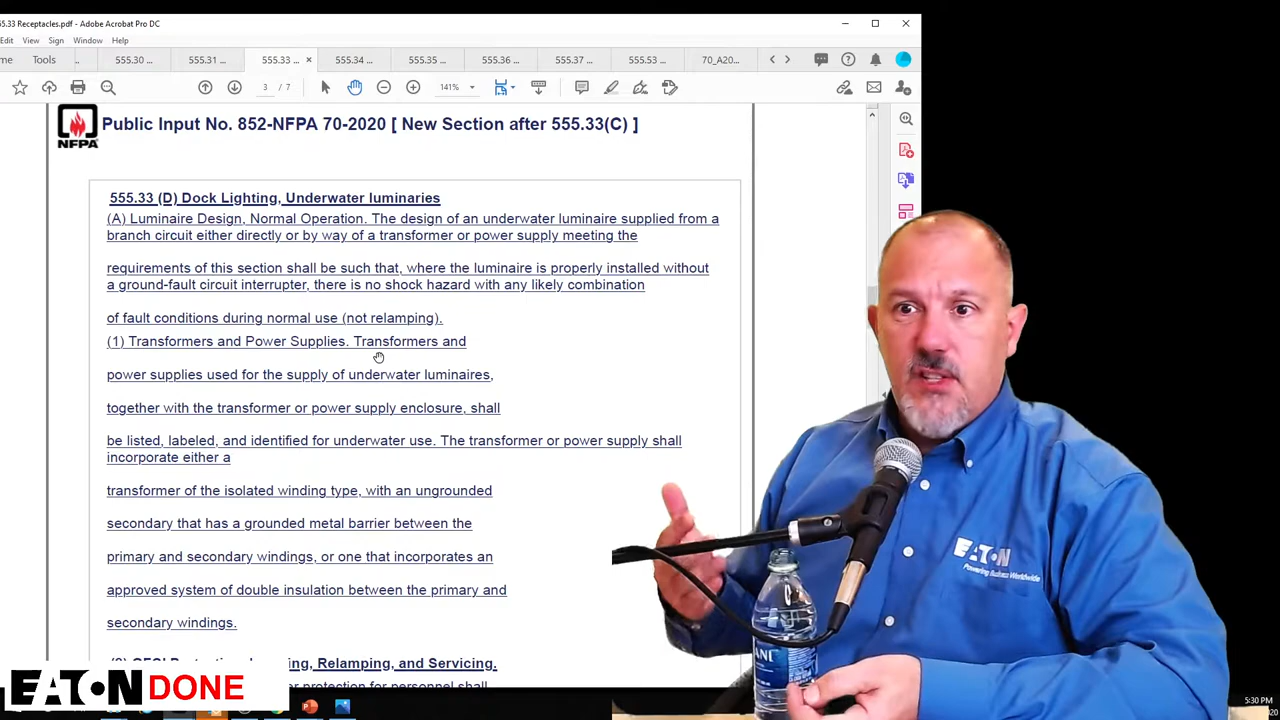 55.33 Receptacles.pdf - Adobe Acrobat Pro DC
Edit View Sign Window Help
me Tools 555.30 ... 555.31 ... 555.33 ... × 555.34 ... 555.35 ... 555.36 ... 555.37 ... 555.53 ... 70_A20...
3 / 7 141%
NFPA
Public Input No. 852-NFPA 70-2020 [ New Section after 555.33(C) ]
555.33 (D) Dock Lighting, Underwater luminaries
(A) Luminaire Design, Normal Operation. The design of an underwater luminaire supplied from a
branch circuit either directly or by way of a transformer or power supply meeting the
requirements of this section shall be such that, where the luminaire is properly installed without
a ground-fault circuit interrupter, there is no shock hazard with any likely combination
of fault conditions during normal use (not relamping).
(1) Transformers and Power Supplies. Transformers and
power supplies used for the supply of underwater luminaires,
together with the transformer or power supply enclosure, shall
be listed, labeled, and identified for underwater use. The transformer or power supply shall
incorporate either a
transformer of the isolated winding type, with an ungrounded
secondary that has a grounded metal barrier between the
primary and secondary windings, or one that incorporates an
approved system of double insulation between the primary and
secondary windings.
ing, Relamping, and Servicing.
protection for personnel shall
EATON
Powering Business Worldwide
EATON DONE
5:30 PM